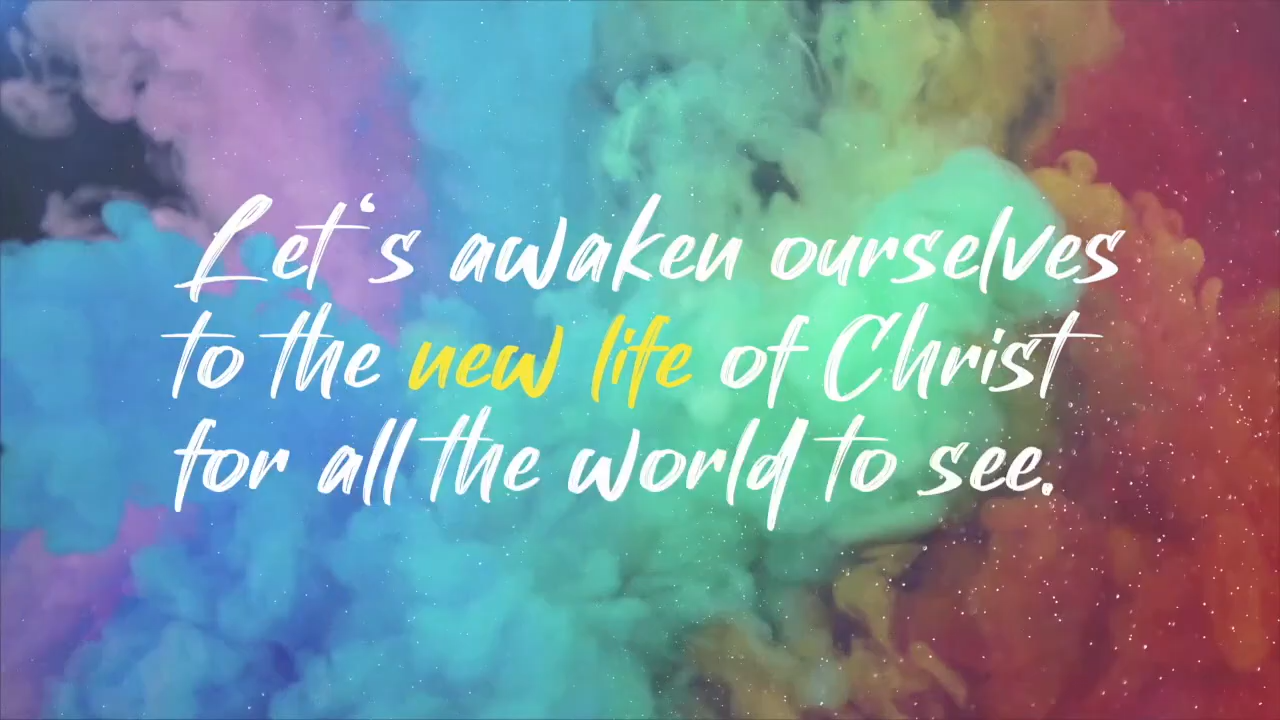 Let‘s awaken ourselves
to the new life of Christ
for all the world to see.